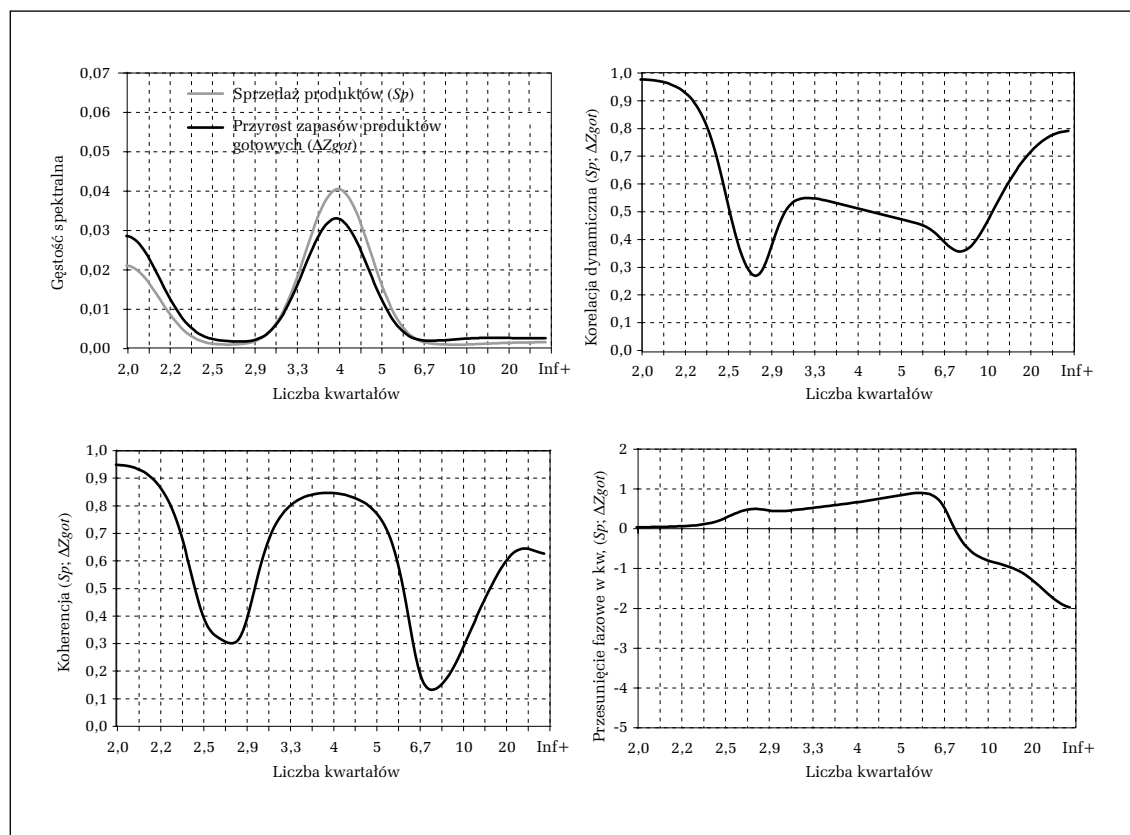 0,07
0,06
0,05
0,04
0,03
0,02
0,01
0,00
Gęstość spektralna
Sprzedaż produktów (Sp)
Przyrost zapasów produktów
gotowych (ΔZgot)
2,0 2,2 2,5 2,9 3,3 4 5 6,7 10 20 Inf+
Liczba kwartałów
1,0
0,9
0,8
0,7
0,6
0,5
0,4
0,3
0,2
0,1
0,0
Korelacja dynamiczna (Sp; ΔZgot)
2,0 2,2 2,5 2,9 3,3 4 5 6,7 10 20 Inf+
Liczba kwartałów
1,0
0,9
0,8
0,7
0,6
0,5
0,4
0,3
0,2
0,1
0,0
Koherencja (Sp; ΔZgot)
2,0 2,2 2,5 2,9 3,3 4 5 6,7 10 20 Inf+
Liczba kwartałów
2
1
0
-1
-2
-3
-4
-5
Przesunięcie fazowe w kw, (Sp; ΔZgot)
2,0 2,2 2,5 2,9 3,3 4 5 6,7 10 20 Inf+
Liczba kwartałów